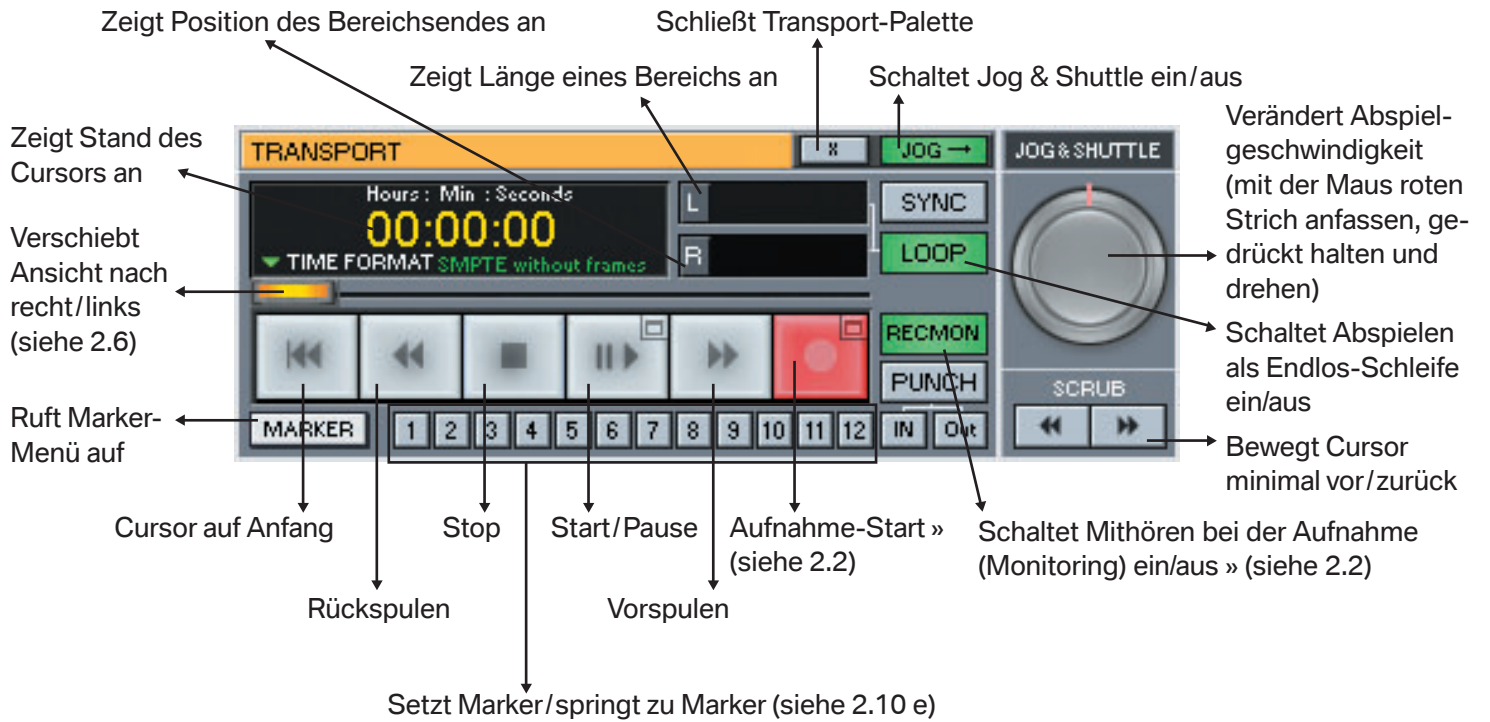 Zeigt Position des Bereichsendes an
Schließt Transport-Palette
Zeigt Länge eines Bereichs an
Schaltet Jog & Shuttle ein/aus
Zeigt Stand des
Cursors an
Verändert Abspiel-
geschwindigkeit
(mit der Maus roten
Strich anfassen, ge-
drückt halten und
drehen)
TRANSPORT
X
JOG →
JOG & SHUTTLE
Hours : Min : Seconds
00:00:00
TIME FORMAT SMPTE without frames
L
R
SYNC
LOOP
Verschiebt
Ansicht nach
recht/links
(siehe 2.6)
Schaltet Abspielen
als Endlos-Schleife
ein/aus
RECMON
PUNCH
SCRUB
Ruft Marker-
Menü auf
MARKER
1 2 3 4 5 6 7 8 9 10 11 12
IN Out
Bewegt Cursor
minimal vor/zurück
Cursor auf Anfang
Stop
Start/Pause
Aufnahme-Start »
(siehe 2.2)
Schaltet Mithören bei der Aufnahme
(Monitoring) ein/aus » (siehe 2.2)
Rückspulen
Vorspulen
Setzt Marker/springt zu Marker (siehe 2.10 e)